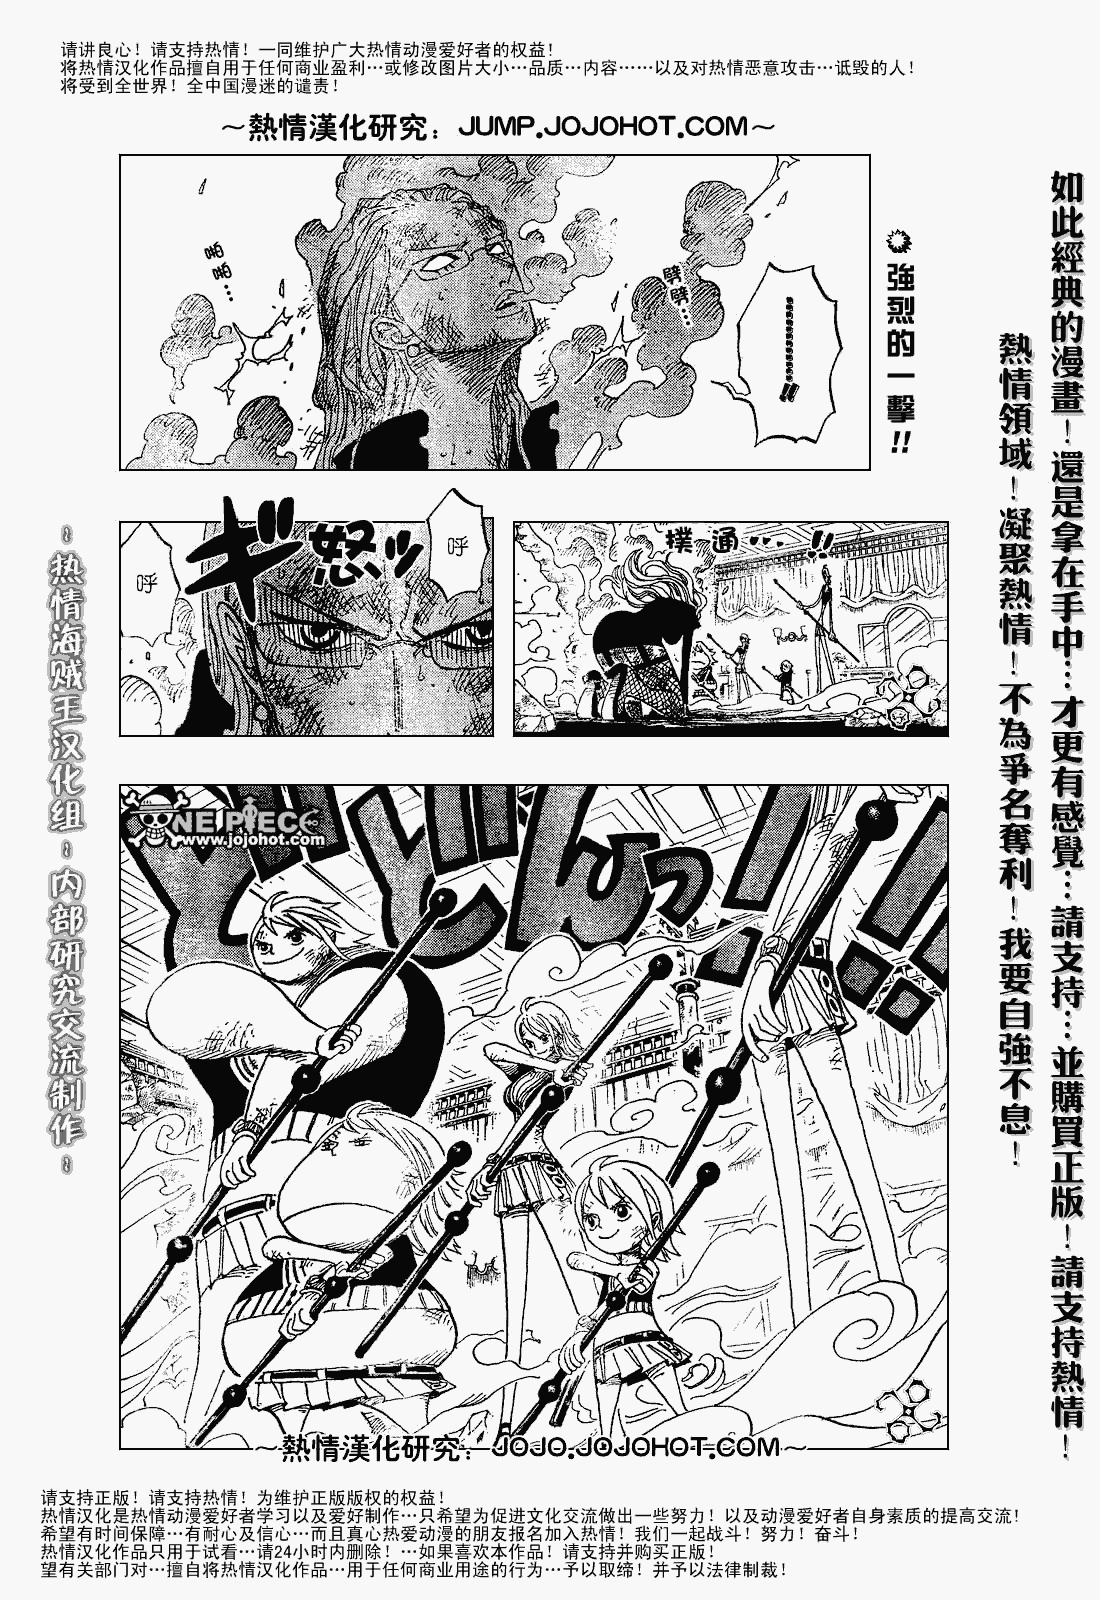 请讲良心！请支持热情！一同维护广大热情动漫爱好者的权益！
将热情汉化作品擅自用于任何商业盈利…或修改图片大小…品质…内容……以及对热情恶意攻击…诋毁的人！
将受到全世界！全中国漫迷的谴责！
～熱情漢化研究：JUMP.JOJOHOT.COM～
如此經典的漫畫！還是拿在手中…才更有感覺…請支持…並購買正版！請支持熱情！
熱情領域！凝聚熱情！不為爭名奪利！我要自強不息！
強烈的一擊!!
…………!!
劈劈…
啪啪…
撲通…!!
呼
ギ
怒
ッ
呼
～热情海贼王汉化组～内部研究交流制作～
ONE PIECE
www.jojohot.com
ドドんっ!!!
～熱情漢化研究：JOJO.JOJOHOT.COM～
请支持正版！请支持热情！为维护正版版权的权益！
热情汉化是热情动漫爱好者学习以及爱好制作…只希望为促进文化交流做出一些努力！以及动漫爱好者自身素质的提高交流！
希望有时间保障…有耐心及信心…而且真心热爱动漫的朋友报名加入热情！我们一起战斗！努力！奋斗！
热情汉化作品只用于试看…请24小时内删除！…如果喜欢本作品！请支持并购买正版！
望有关部门对…擅自将热情汉化作品…用于任何商业用途的行为…予以取缔！并予以法律制裁！